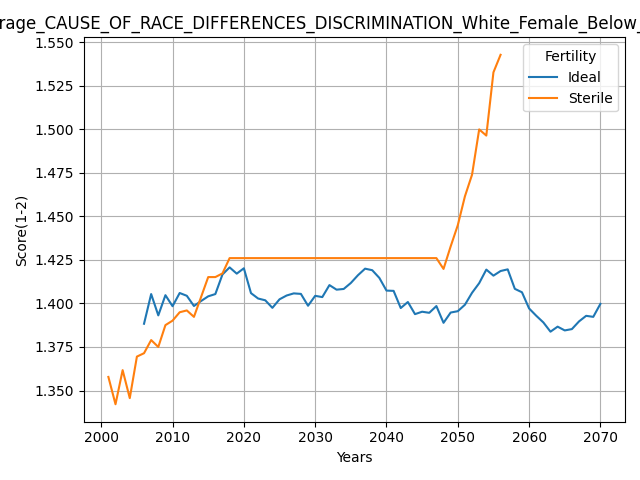 rage_CAUSE_OF_RACE_DIFFERENCES_DISCRIMINATION_White_Female_Below_
1.550
1.525
1.500
1.475
1.450
1.425
1.400
1.375
1.350
Score(1-2)
Fertility
Ideal
Sterile
2000 2010 2020 2030 2040 2050 2060 2070
Years